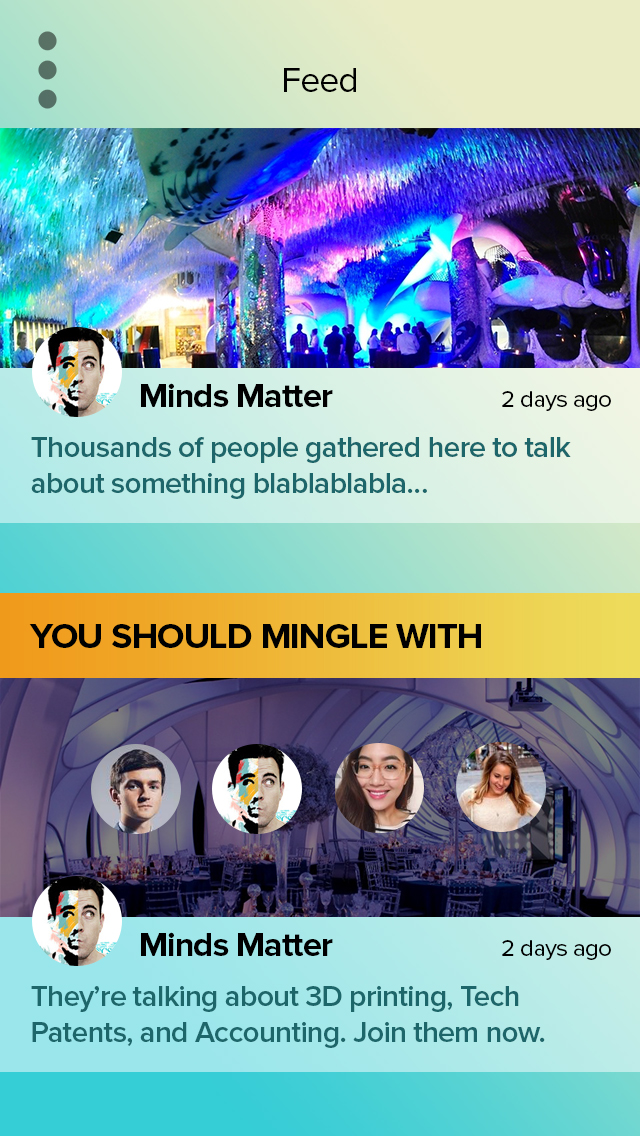 Feed
Minds Matter
2 days ago
Thousands of people gathered here to talk
about something blablablabla...
YOU SHOULD MINGLE WITH
Minds Matter
2 days ago
They’re talking about 3D printing, Tech
Patents, and Accounting. Join them now.